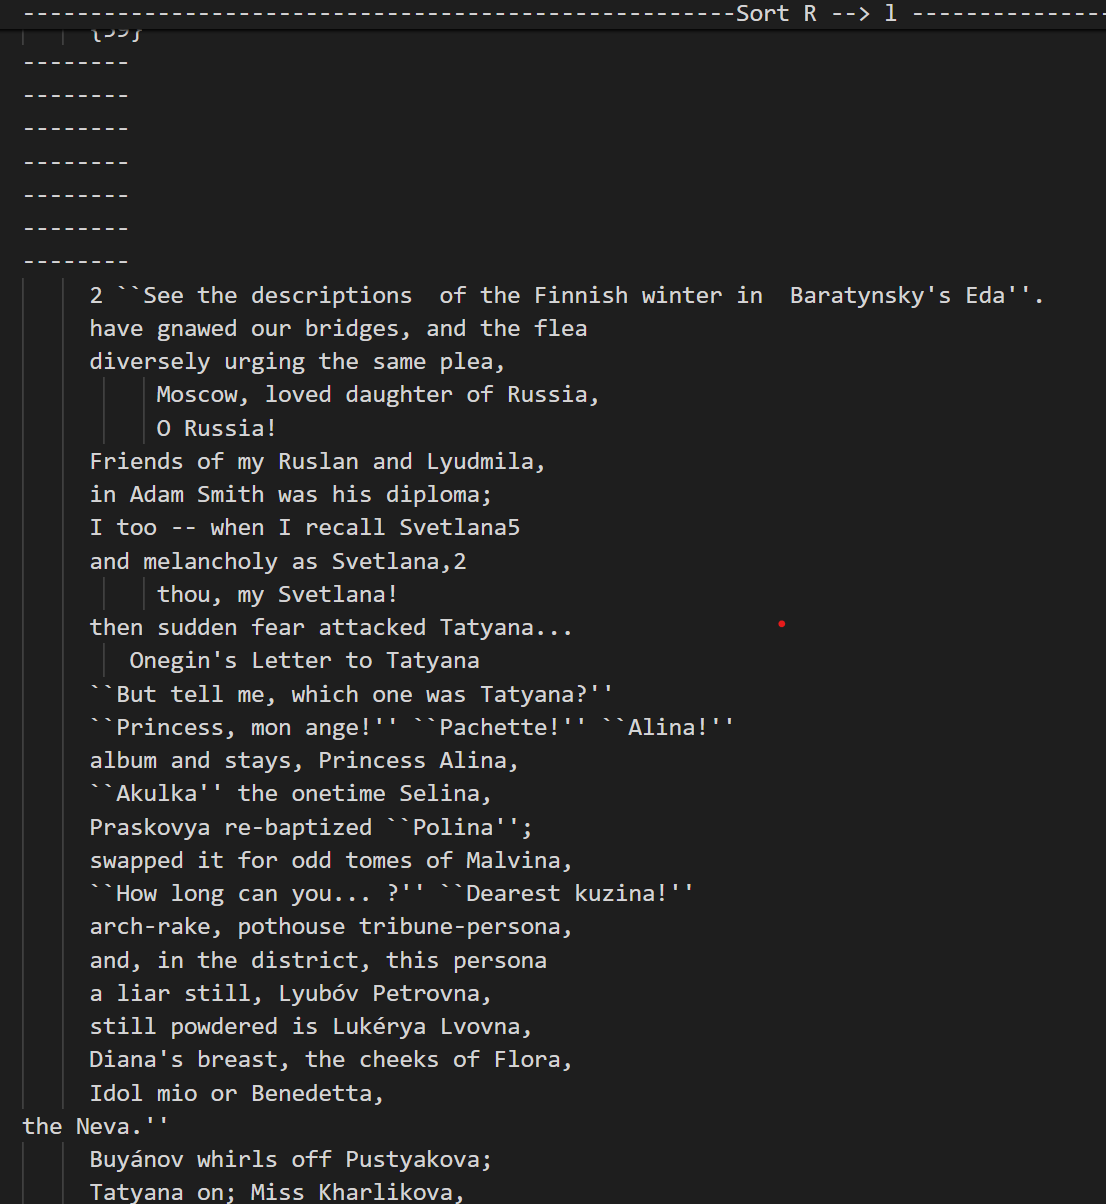 -----------------------------------------------------Sort R --> l ---------------
{59}
--------
--------
--------
--------
--------
--------
--------
2 ``See the descriptions  of the Finnish winter in  Baratynsky's Eda''.
have gnawed our bridges, and the flea
diversely urging the same plea,
Moscow, loved daughter of Russia,
O Russia!
Friends of my Ruslan and Lyudmila,
in Adam Smith was his diploma;
I too -- when I recall Svetlana5
and melancholy as Svetlana,2
thou, my Svetlana!
then sudden fear attacked Tatyana...
Onegin's Letter to Tatyana
``But tell me, which one was Tatyana?''
``Princess, mon ange!'' ``Pachette!'' ``Alina!''
album and stays, Princess Alina,
``Akulka'' the onetime Selina,
Praskovya re-baptized ``Polina'';
swapped it for odd tomes of Malvina,
``How long can you... ?'' ``Dearest kuzina!''
arch-rake, pothouse tribune-persona,
and, in the district, this persona
a liar still, Lyubóv Petrovna,
still powdered is Lukérya Lvovna,
Diana's breast, the cheeks of Flora,
Idol mio or Benedetta,
the Neva.''
Buyánov whirls off Pustyakova;
Tatyana on; Miss Kharlikova,